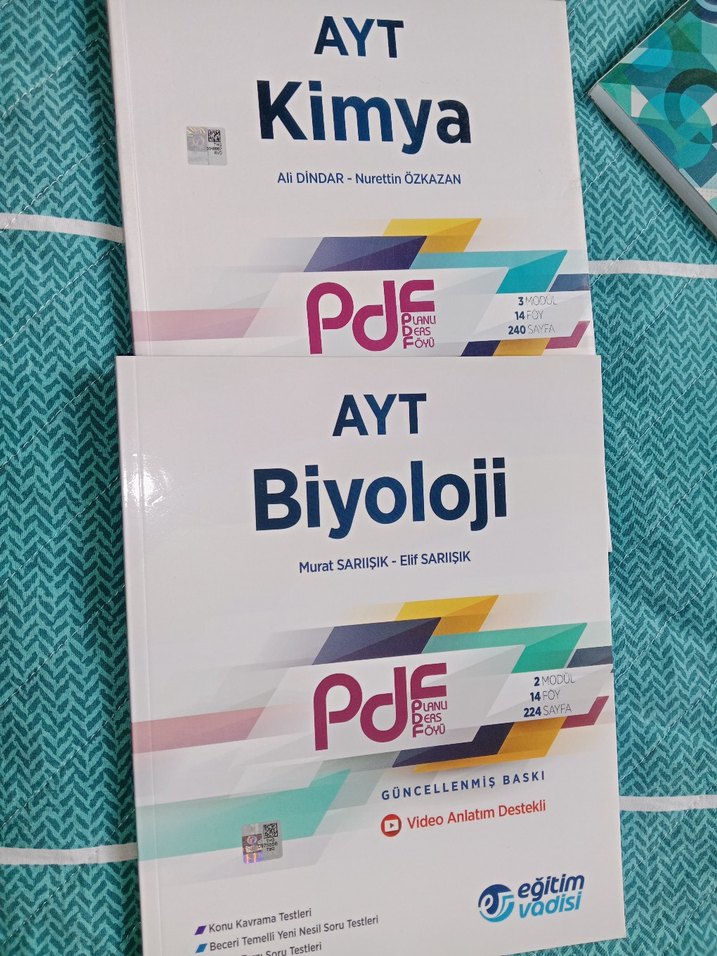 AYT
Kimya
Ali DİNDAR - Nurettin ÖZKAZAN
pdf
PLANLI
DERS
FÖYÜ
3 MODÜL
14 FÖY
240 SAYFA
AYT
Biyoloji
Murat SARIIŞIK - Elif SARIIŞIK
pdf
PLANLI
DERS
FÖYÜ
2 MODÜL
14 FÖY
224 SAYFA
GÜNCELLENMİŞ BASKI
Video Anlatım Destekli
eğitim
vadisi
Konu Kavrama Testleri
Beceri Temelli Yeni Nesil Soru Testleri
Soru Testleri